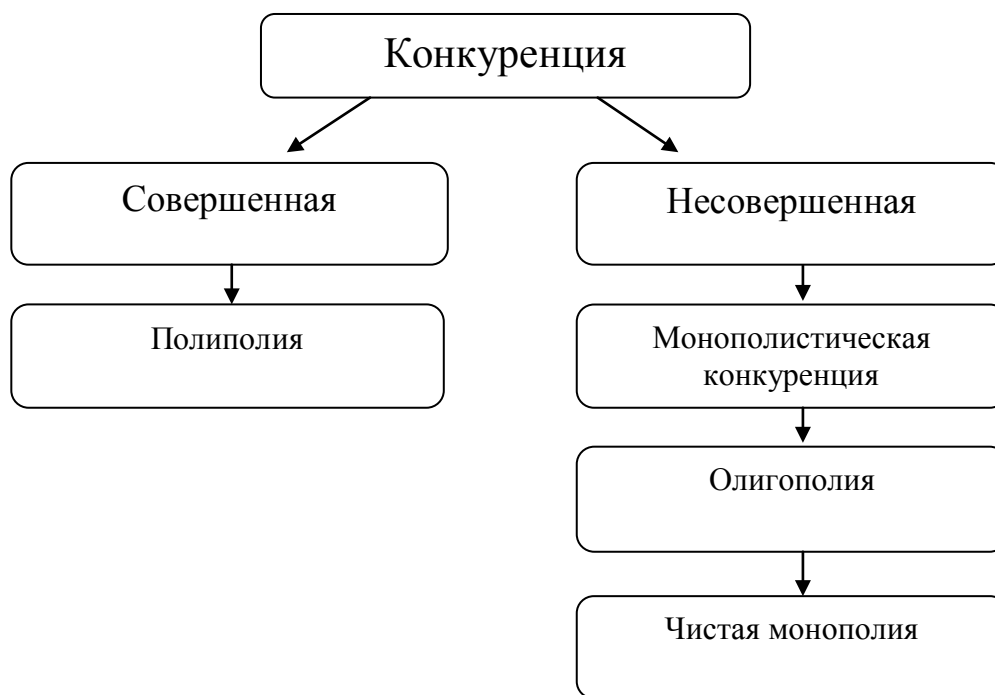 Конкуренция
Совершенная
Несовершенная
Полиполия
Монополистическая
конкуренция
Олигополия
Чистая монополия